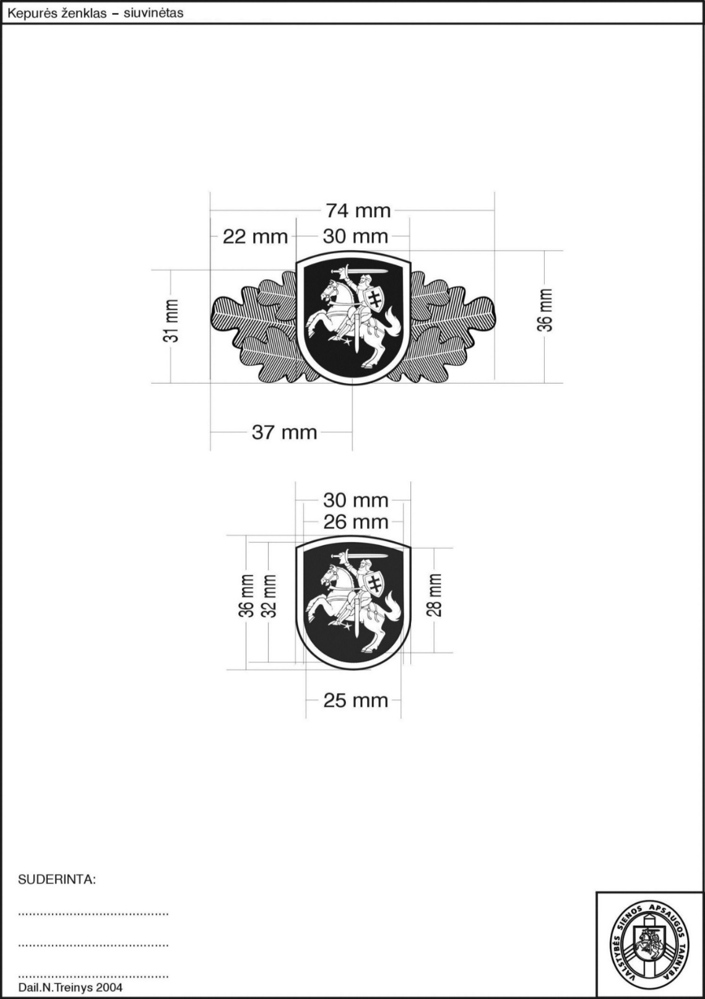 Kepurės ženklas – siuvinėtas
74 mm
22 mm
30 mm
31 mm
36 mm
37 mm
30 mm
26 mm
36 mm
32 mm
28 mm
25 mm
SUDERINTA:
..........................................
..........................................
..........................................
Dail.N.Treinys 2004
VALSTYBĖS SIENOS APSAUGOS TARNYBA